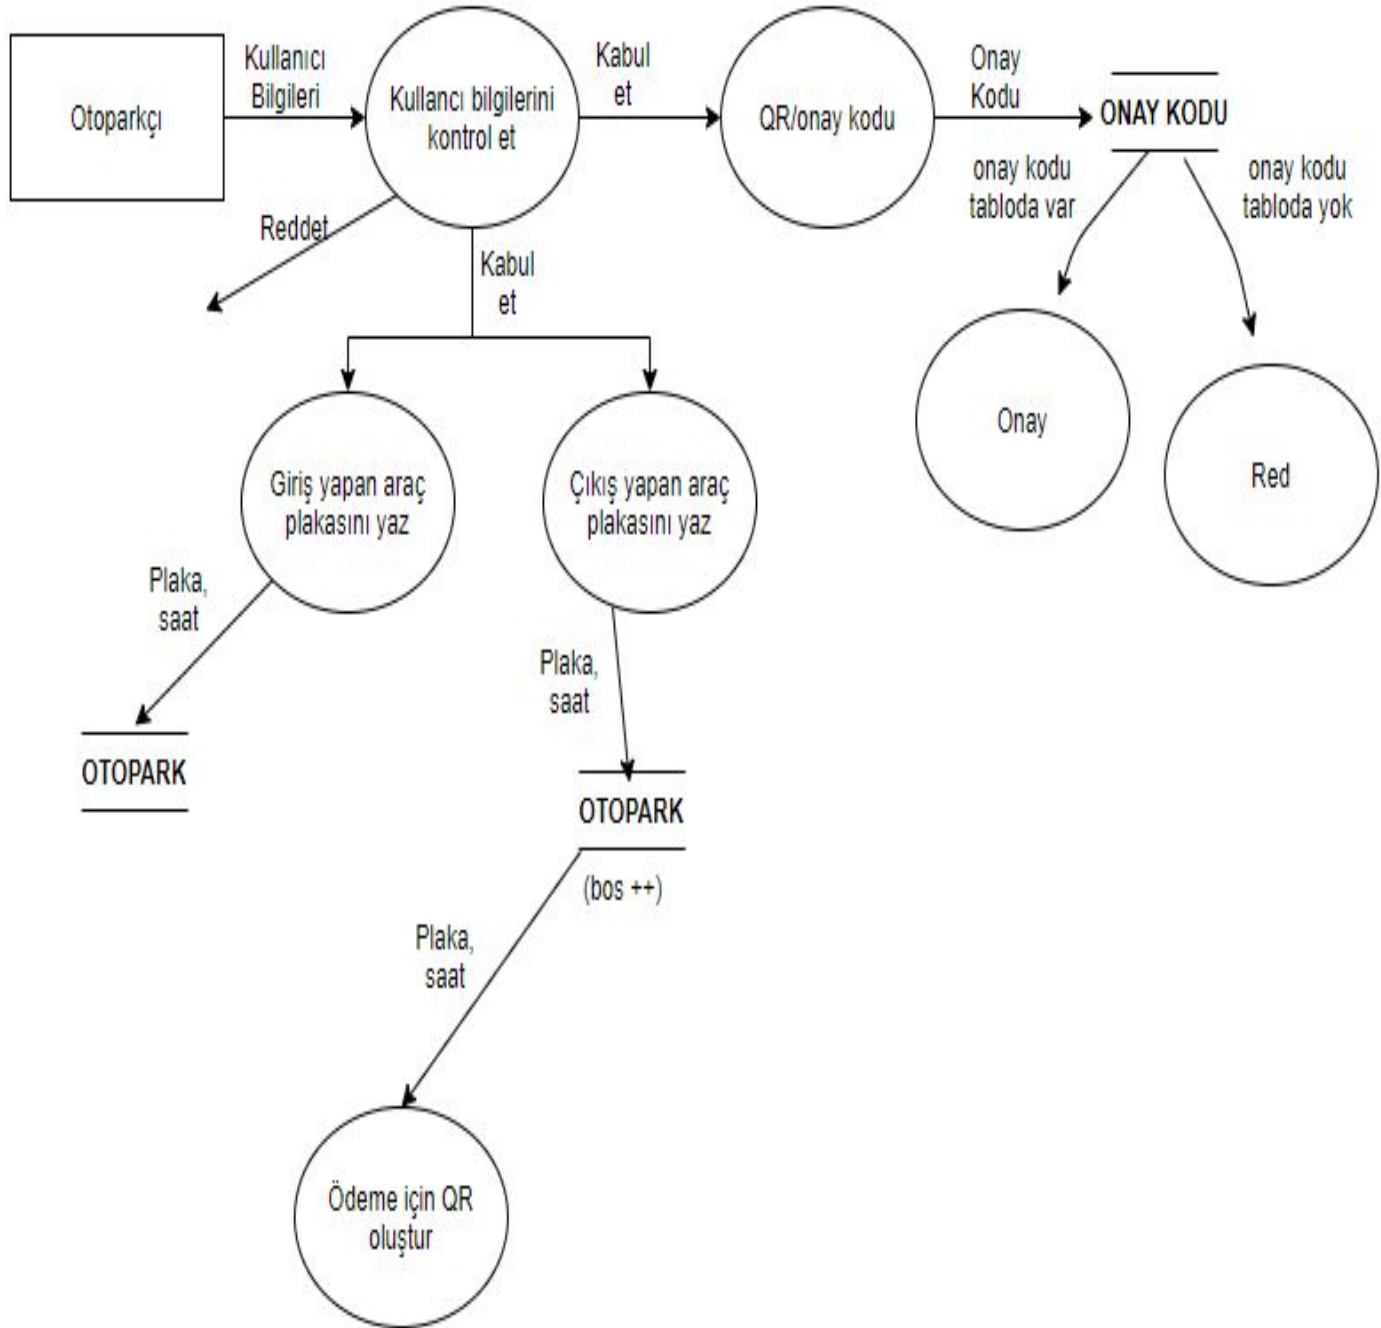 Otoparkçı
Kullanıcı
Bilgileri
Kullancı bilgilerini
kontrol et
Kabul
et
QR/onay kodu
Onay
Kodu
ONAY KODU
onay kodu
tabloda var
onay kodu
tabloda yok
Reddet
Kabul
et
Onay
Red
Giriş yapan araç
plakasını yaz
Çıkış yapan araç
plakasını yaz
Plaka,
saat
Plaka,
saat
OTOPARK
OTOPARK
(bos ++)
Plaka,
saat
Ödeme için QR
oluştur